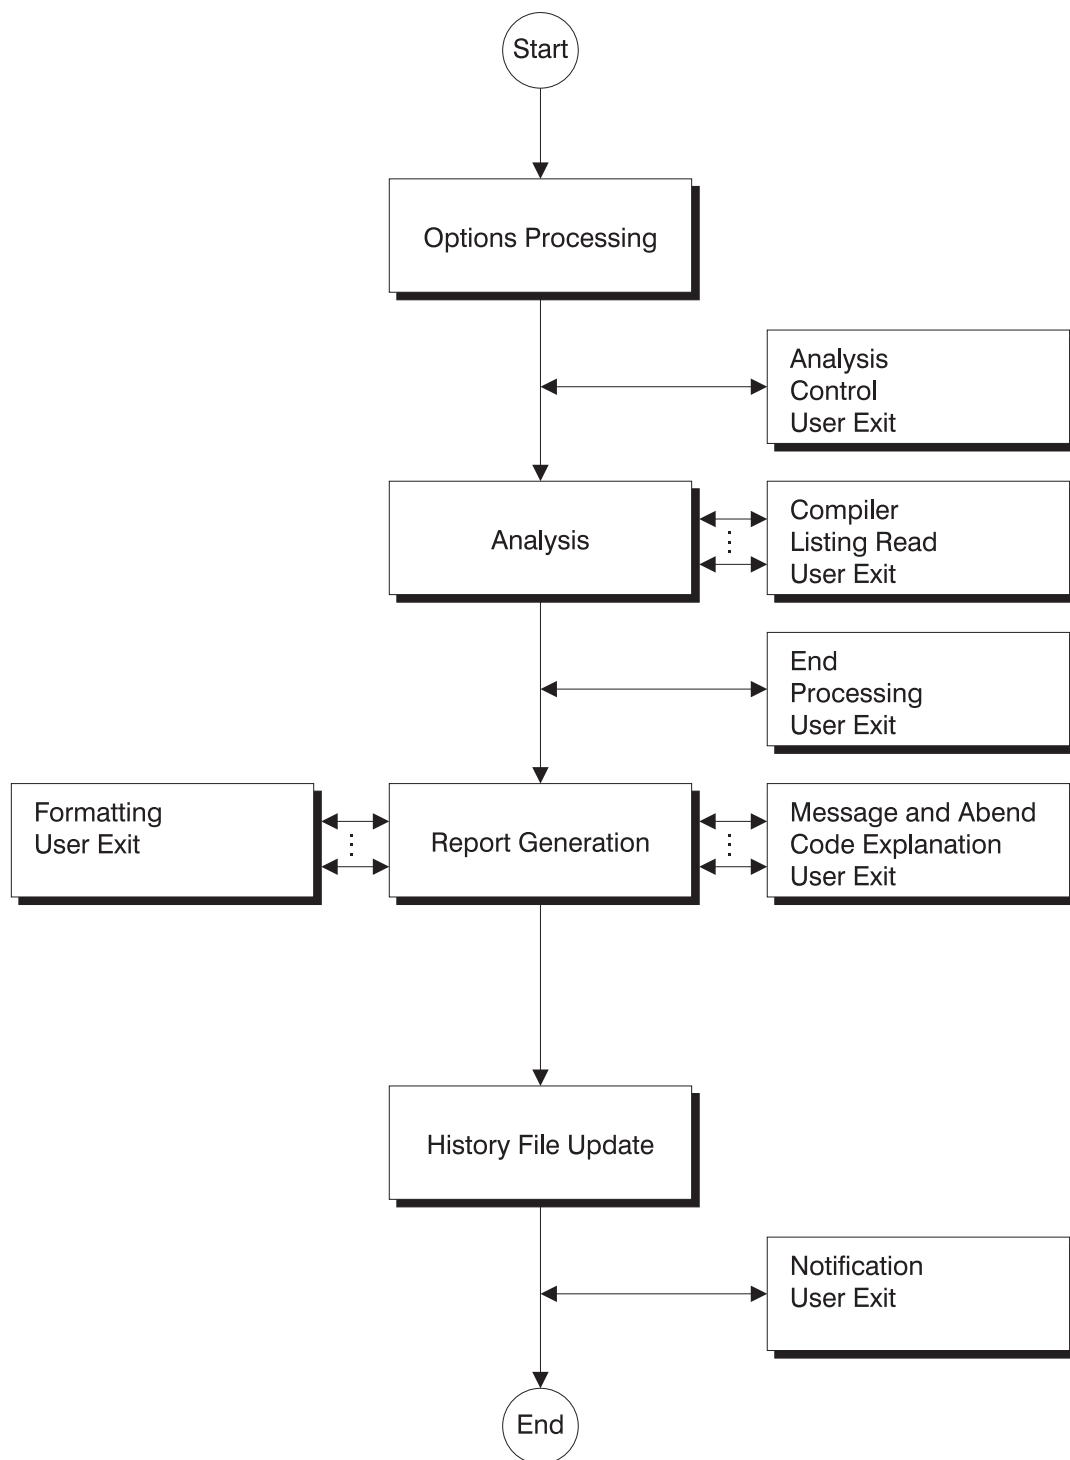 Start
Options Processing
Analysis
Control
User Exit
Analysis
Compiler
Listing Read
User Exit
End
Processing
User Exit
Formatting
User Exit
Report Generation
Message and Abend
Code Explanation
User Exit
History File Update
Notification
User Exit
End